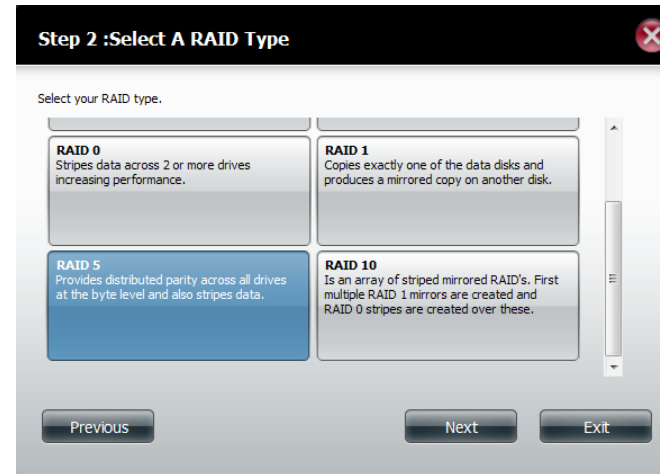 Step 2 :Select A RAID Type
Select your RAID type.
RAID 0
Stripes data across 2 or more drives
increasing performance.
RAID 1
Copies exactly one of the data disks and
produces a mirrored copy on another disk.
RAID 5
Provides distributed parity across all drives
at the byte level and also stripes data.
RAID 10
Is an array of striped mirrored RAID's. First
multiple RAID 1 mirrors are created and
RAID 0 stripes are created over these.
Previous
Next
Exit